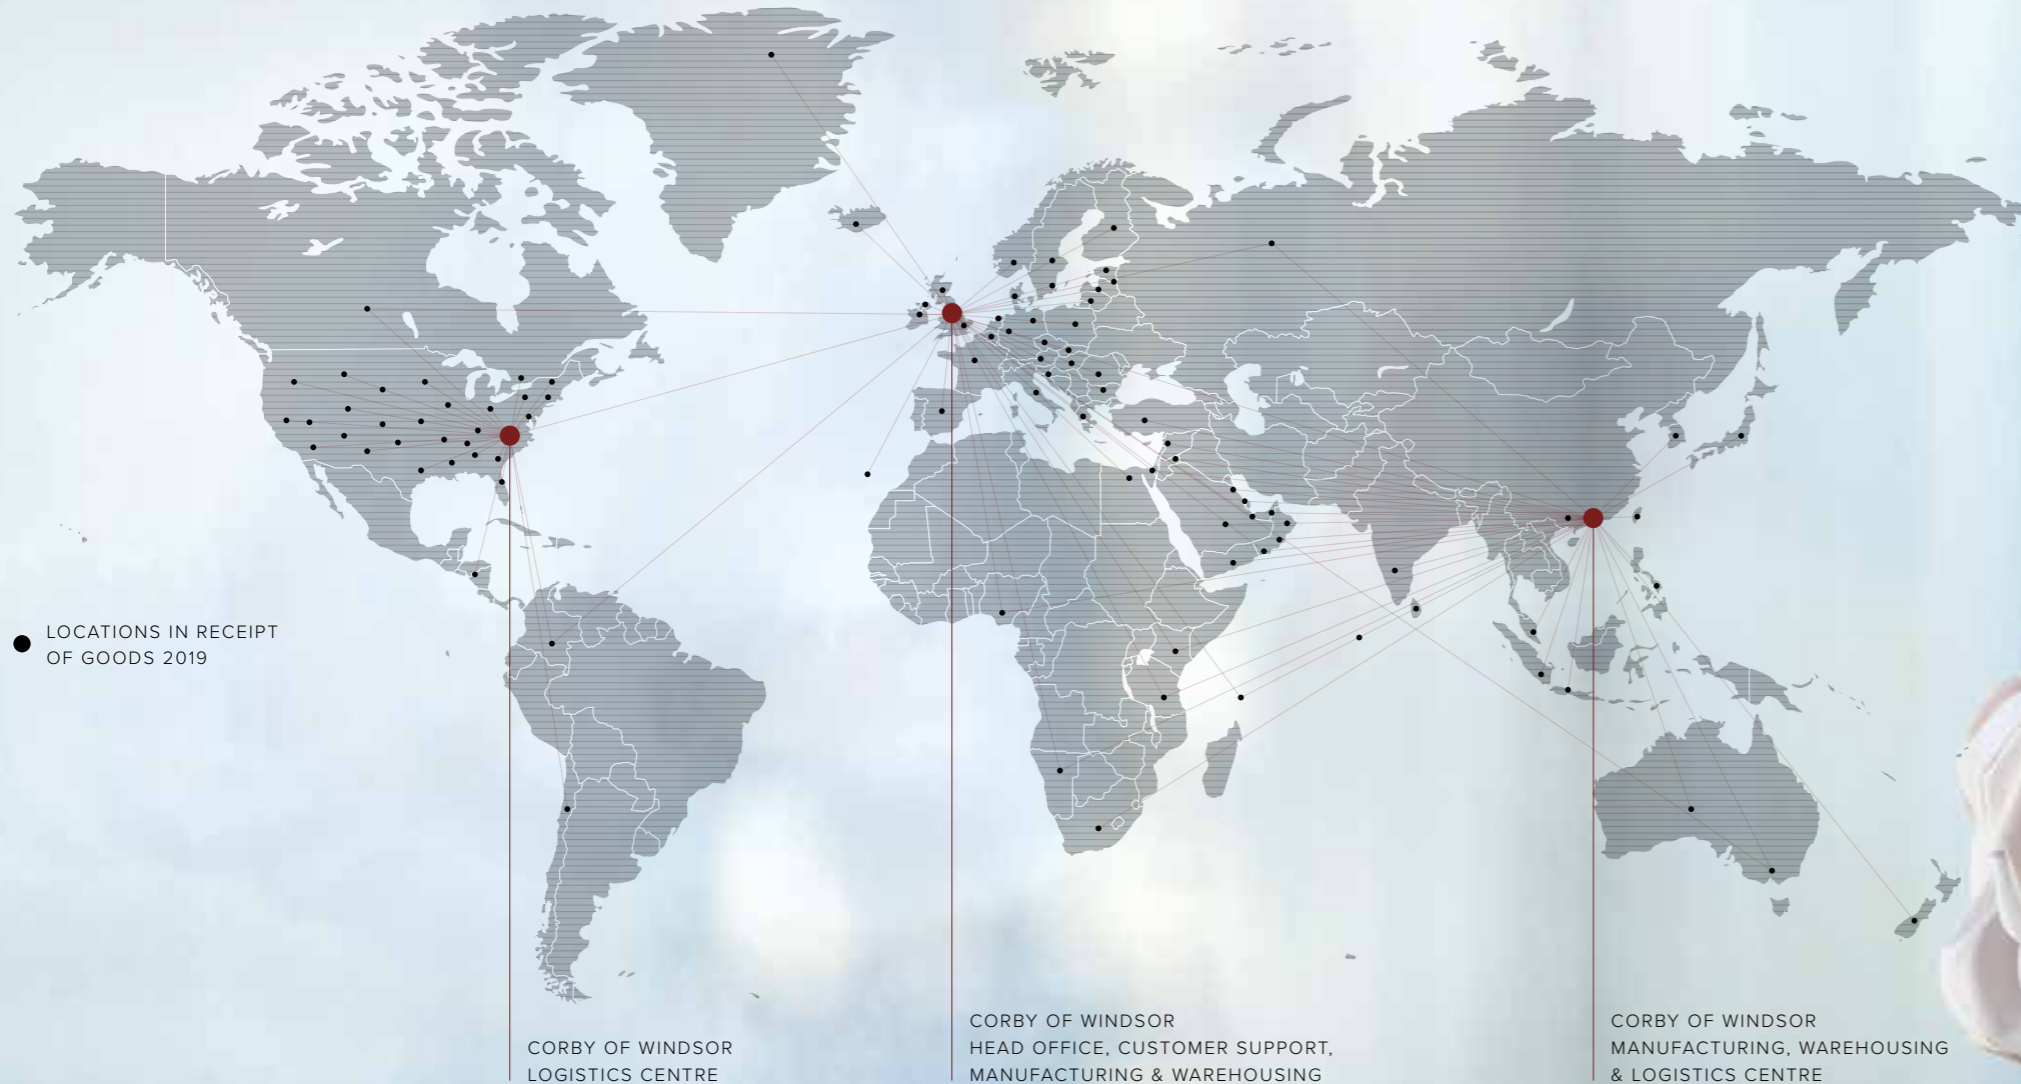 LOCATIONS IN RECEIPT
OF GOODS 2019
CORBY OF WINDSOR
LOGISTICS CENTRE
CORBY OF WINDSOR
HEAD OFFICE, CUSTOMER SUPPORT,
MANUFACTURING & WAREHOUSING
CORBY OF WINDSOR
MANUFACTURING, WAREHOUSING
& LOGISTICS CENTRE